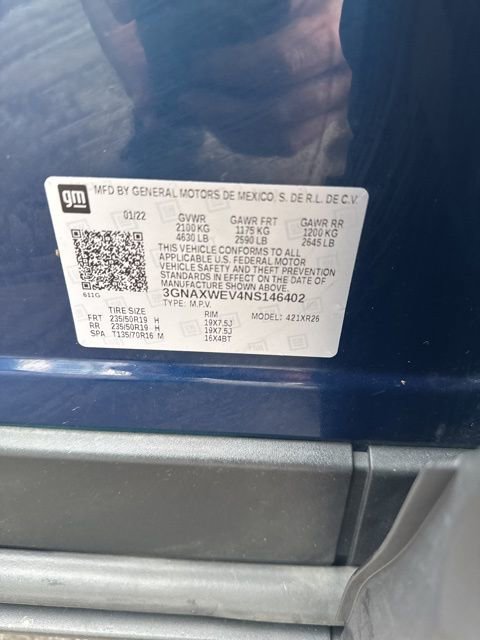 gm MFD BY GENERAL MOTORS DE MEXICO, S. DE R.L. DE C.V.
01/22 GVWR GAWR FRT GAWR RR
2100 KG 1175 KG 1200 KG
4630 LB 2590 LB 2645 LB
THIS VEHICLE CONFORMS TO ALL
APPLICABLE U.S. FEDERAL MOTOR
VEHICLE SAFETY AND THEFT PREVENTION
STANDARDS IN EFFECT ON THE DATE OF
MANUFACTURE SHOWN ABOVE.
3GNAXWEV4NS146402
611G
TYPE: M.P.V.
TIRE SIZE RIM MODEL: 421XR26
FRT 235/50R19 H 19X7.5J
RR 235/50R19 H 19X7.5J
SPA T135/70R16 M 16X4BT